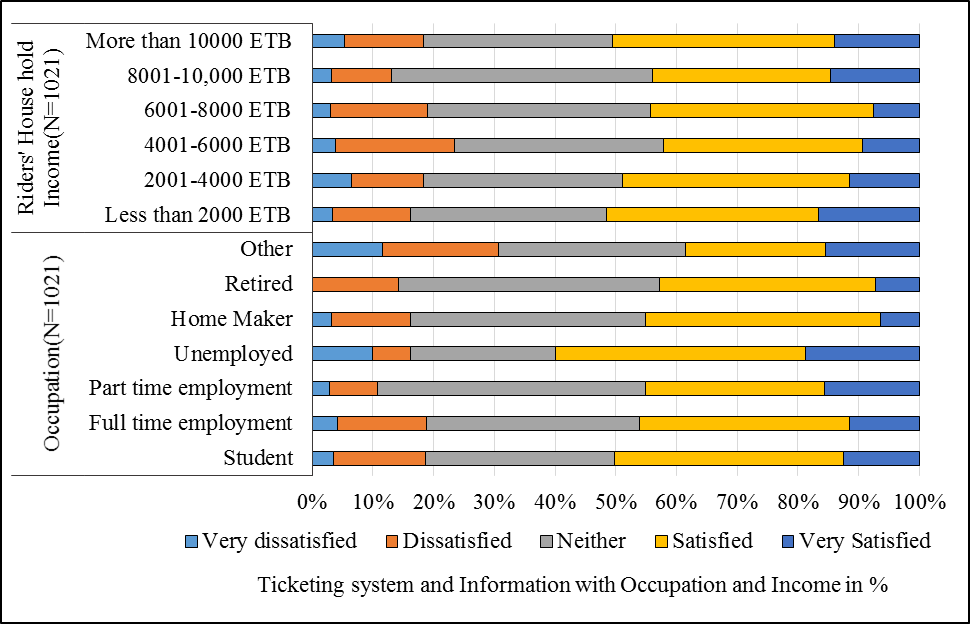 Riders' House hold
Income(N=1021)
More than 10000 ETB
8001-10,000 ETB
6001-8000 ETB
4001-6000 ETB
2001-4000 ETB
Less than 2000 ETB
Occupation(N=1021)
Other
Retired
Home Maker
Unemployed
Part time employment
Full time employment
Student
0% 10% 20% 30% 40% 50% 60% 70% 80% 90% 100%
Very dissatisfied Dissatisfied Neither Satisfied Very Satisfied
Ticketing system and Information with Occupation and Income in %